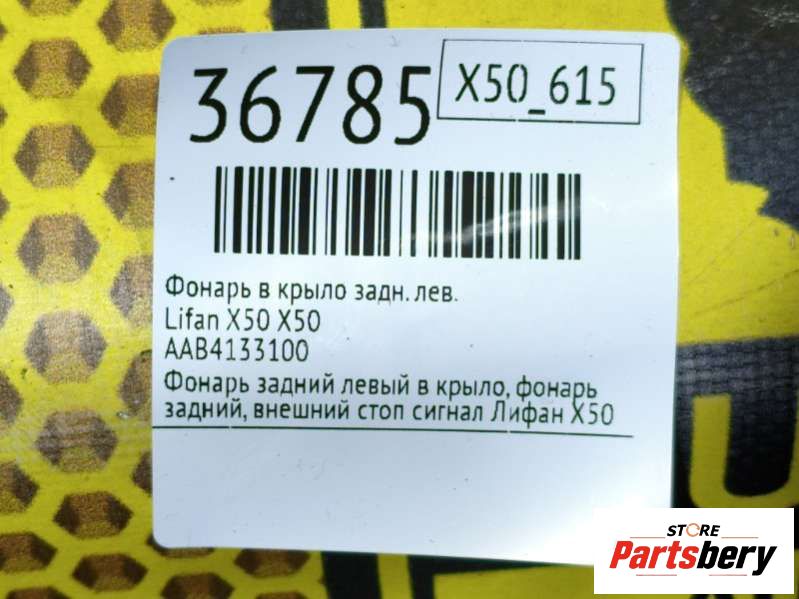 36785
X50_615
Фонарь в крыло задн. лев.
Lifan X50 X50
AAB4133100
Фонарь задний левый в крыло, фонарь
задний, внешний стоп сигнал Лифан X50
U
STORE
Partsbery